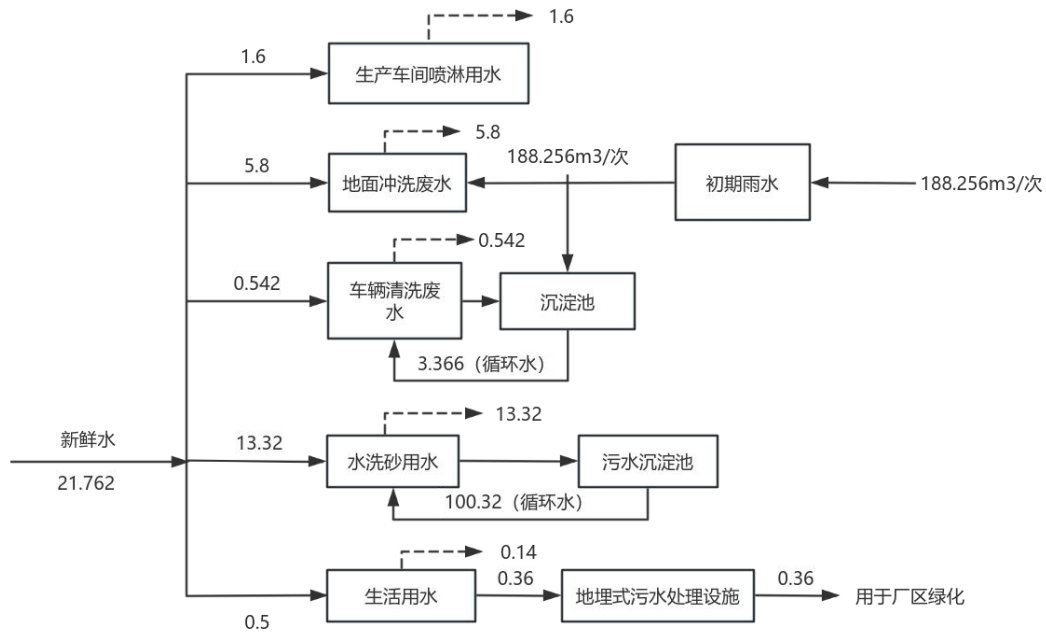 1.6
1.6
生产车间喷淋用水
5.8
5.8
地面冲洗废水
188.256m3/次
初期雨水
188.256m3/次
0.542
0.542
车辆清洗废
水
沉淀池
3.366（循环水）
13.32
13.32
新鲜水
21.762
水洗砂用水
污水沉淀池
100.32（循环水）
0.14
0.5
生活用水
0.36
地埋式污水处理设施
0.36
用于厂区绿化